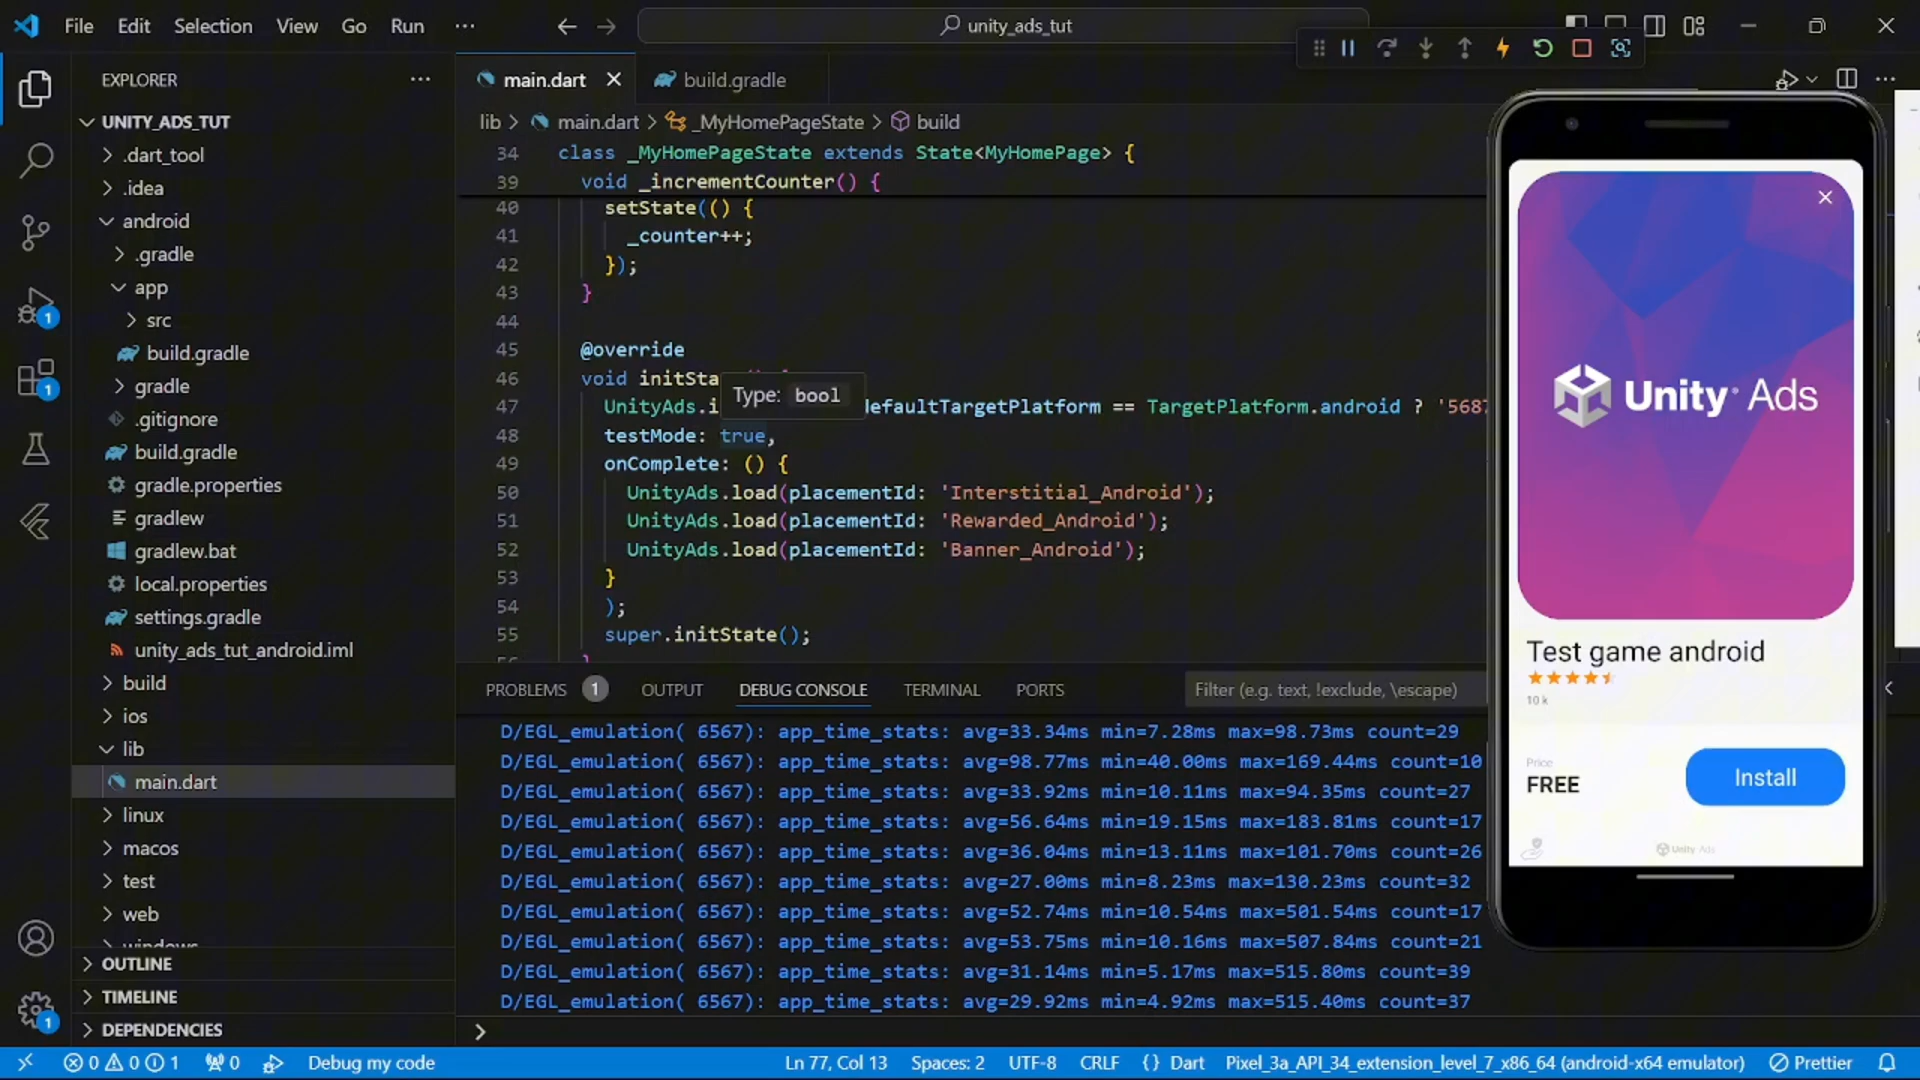 File Edit Selection View Go Run ···
unity_ads_tut
EXPLORER
UNITY_ADS_TUT
.dart_tool
.idea
android
.gradle
app
src
build.gradle
gradle
.gitignore
build.gradle
gradle.properties
gradlew
gradlew.bat
local.properties
settings.gradle
unity_ads_tut_android.iml
build
ios
lib
main.dart
linux
macos
test
web
windows
OUTLINE
TIMELINE
DEPENDENCIES
1
1
1
main.dart build.gradle
lib > main.dart > _MyHomePageState > build
34 class _MyHomePageState extends State<MyHomePage> {
39 void _incrementCounter() {
40 setState(() {
41 _counter++;
42 });
43 }
44
45 @override
46 void initSta
Type: bool
47 UnityAds.i defaultTargetPlatform == TargetPlatform.android ? '5687
48 testMode: true,
49 onComplete: () {
50 UnityAds.load(placementId: 'Interstitial_Android');
51 UnityAds.load(placementId: 'Rewarded_Android');
52 UnityAds.load(placementId: 'Banner_Android');
53 }
54 );
55 super.initState();
PROBLEMS 1 OUTPUT DEBUG CONSOLE TERMINAL PORTS Filter (e.g. text, !exclude, \escape)
D/EGL_emulation( 6567): app_time_stats: avg=33.34ms min=7.28ms max=98.73ms count=29
D/EGL_emulation( 6567): app_time_stats: avg=98.77ms min=40.00ms max=169.44ms count=10
D/EGL_emulation( 6567): app_time_stats: avg=33.92ms min=10.11ms max=94.35ms count=27
D/EGL_emulation( 6567): app_time_stats: avg=56.64ms min=19.15ms max=183.81ms count=17
D/EGL_emulation( 6567): app_time_stats: avg=36.04ms min=13.11ms max=101.70ms count=26
D/EGL_emulation( 6567): app_time_stats: avg=27.00ms min=8.23ms max=130.23ms count=32
D/EGL_emulation( 6567): app_time_stats: avg=52.74ms min=10.54ms max=501.54ms count=17
D/EGL_emulation( 6567): app_time_stats: avg=53.75ms min=10.16ms max=507.84ms count=21
D/EGL_emulation( 6567): app_time_stats: avg=31.14ms min=5.17ms max=515.80ms count=39
D/EGL_emulation( 6567): app_time_stats: avg=29.92ms min=4.92ms max=515.40ms count=37
Unity Ads
Test game android
10 k
Price
FREE
Install
Unity Ads
0 0 1 0 Debug my code Ln 77, Col 13 Spaces: 2 UTF-8 CRLF {} Dart Pixel_3a_API_34_extension_level_7_x86_64 (android-x64 emulator) Prettier